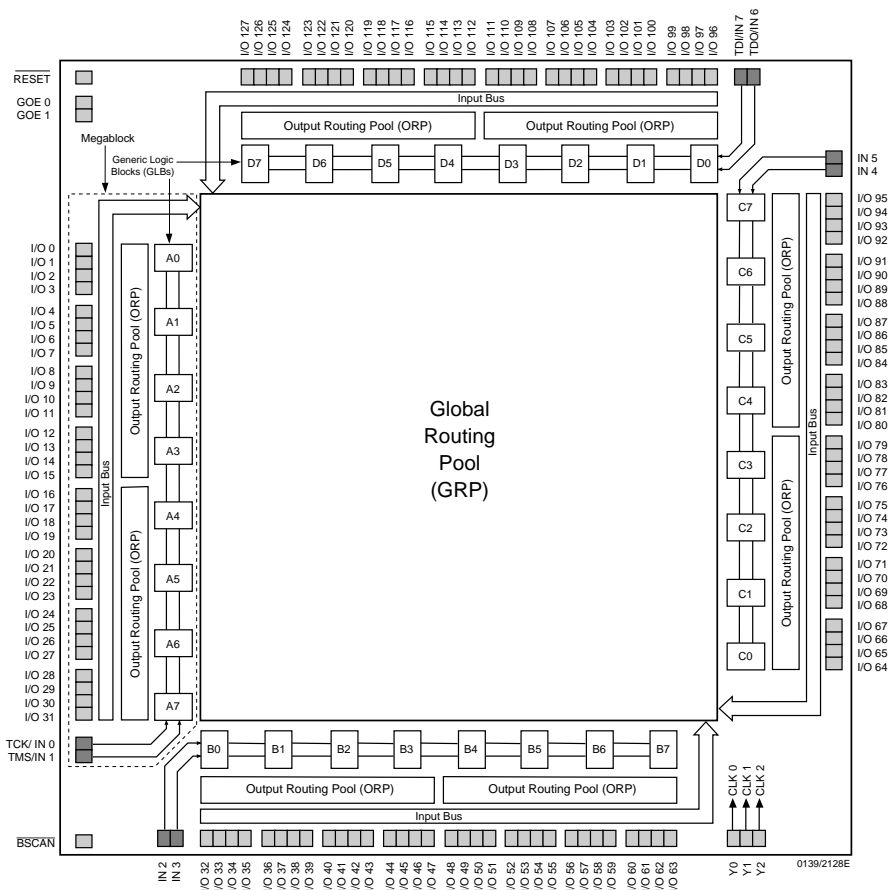 I/O 127
I/O 126
I/O 125
I/O 124
I/O 123
I/O 122
I/O 121
I/O 120
I/O 119
I/O 118
I/O 117
I/O 116
I/O 115
I/O 114
I/O 113
I/O 112
I/O 111
I/O 110
I/O 109
I/O 108
I/O 107
I/O 106
I/O 105
I/O 104
I/O 103
I/O 102
I/O 101
I/O 100
I/O 99
I/O 98
I/O 97
I/O 96
TDI/IN 7
TDO/IN 6
RESET
GOE 0
GOE 1
Input Bus
Output Routing Pool (ORP)
Output Routing Pool (ORP)
Megablock
Generic Logic
Blocks (GLBs)
D7
D6
D5
D4
D3
D2
D1
D0
IN 5
IN 4
I/O 0
I/O 1
I/O 2
I/O 3
I/O 4
I/O 5
I/O 6
I/O 7
I/O 8
I/O 9
I/O 10
I/O 11
I/O 12
I/O 13
I/O 14
I/O 15
I/O 16
I/O 17
I/O 18
I/O 19
I/O 20
I/O 21
I/O 22
I/O 23
I/O 24
I/O 25
I/O 26
I/O 27
I/O 28
I/O 29
I/O 30
I/O 31
TCK/ IN 0
TMS/IN 1
Input Bus
Output Routing Pool (ORP)
Output Routing Pool (ORP)
A0
A1
A2
A3
A4
A5
A6
A7
Global
Routing
Pool
(GRP)
C7
C6
C5
C4
C3
C2
C1
C0
Output Routing Pool (ORP)
Output Routing Pool (ORP)
Input Bus
I/O 95
I/O 94
I/O 93
I/O 92
I/O 91
I/O 90
I/O 89
I/O 88
I/O 87
I/O 86
I/O 85
I/O 84
I/O 83
I/O 82
I/O 81
I/O 80
I/O 79
I/O 78
I/O 77
I/O 76
I/O 75
I/O 74
I/O 73
I/O 72
I/O 71
I/O 70
I/O 69
I/O 68
I/O 67
I/O 66
I/O 65
I/O 64
B0
B1
B2
B3
B4
B5
B6
B7
Output Routing Pool (ORP)
Output Routing Pool (ORP)
Input Bus
CLK 0
CLK 1
CLK 2
BSCAN
IN 2
IN 3
I/O 32
I/O 33
I/O 34
I/O 35
I/O 36
I/O 37
I/O 38
I/O 39
I/O 40
I/O 41
I/O 42
I/O 43
I/O 44
I/O 45
I/O 46
I/O 47
I/O 48
I/O 49
I/O 50
I/O 51
I/O 52
I/O 53
I/O 54
I/O 55
I/O 56
I/O 57
I/O 58
I/O 59
I/O 60
I/O 61
I/O 62
I/O 63
Y0
Y1
Y2
0139/2128E